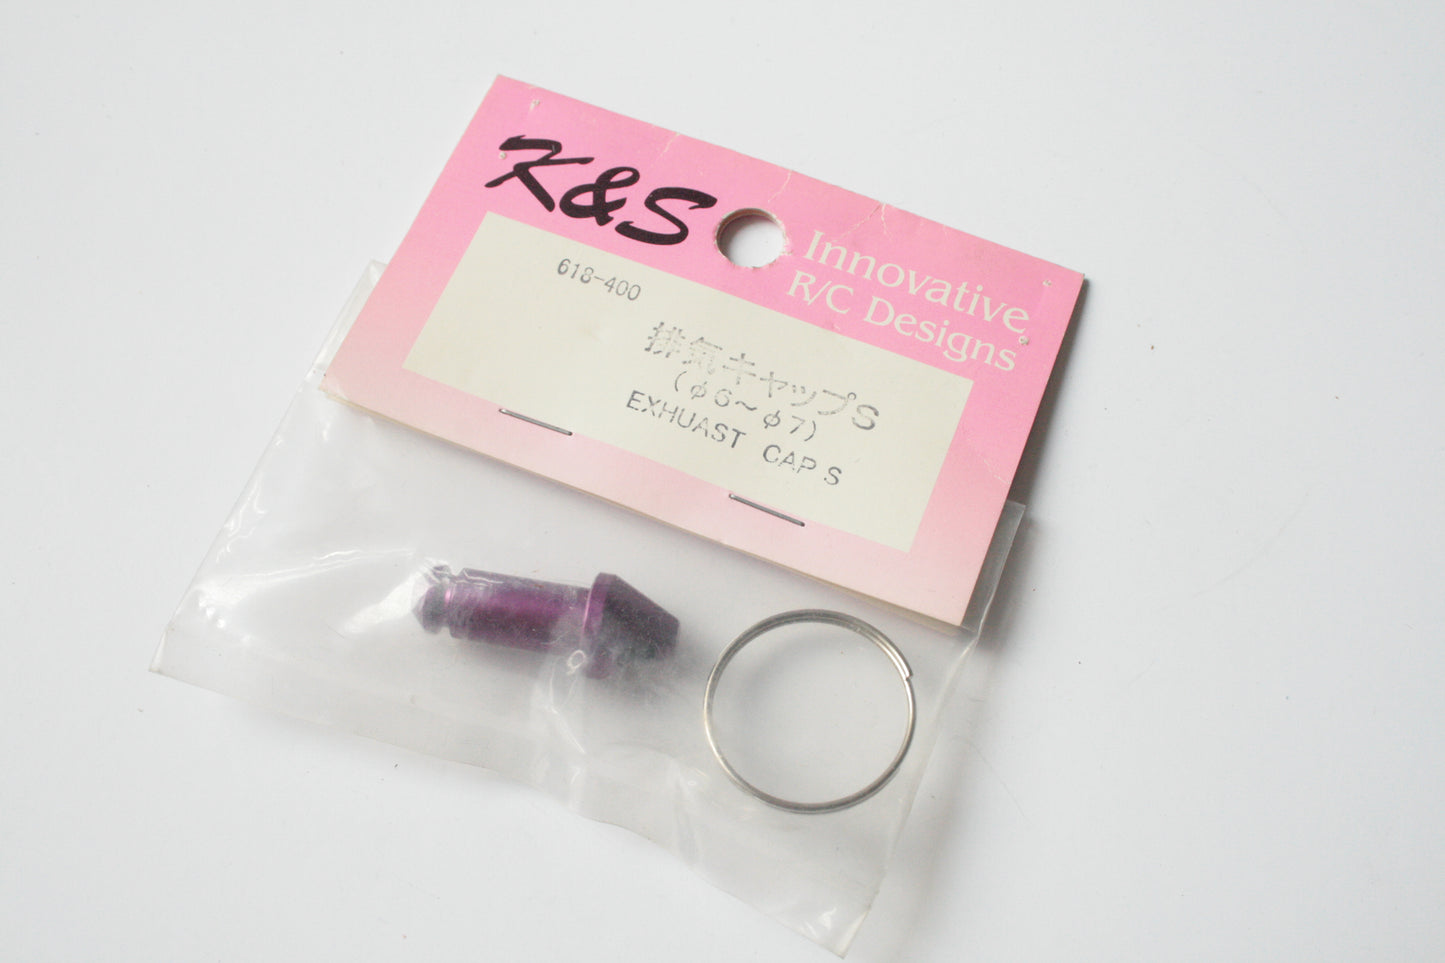 K&S
Innovative
R/C Designs
618-400
排気キャップS
(φ6～φ7)
EXHUAST CAP S